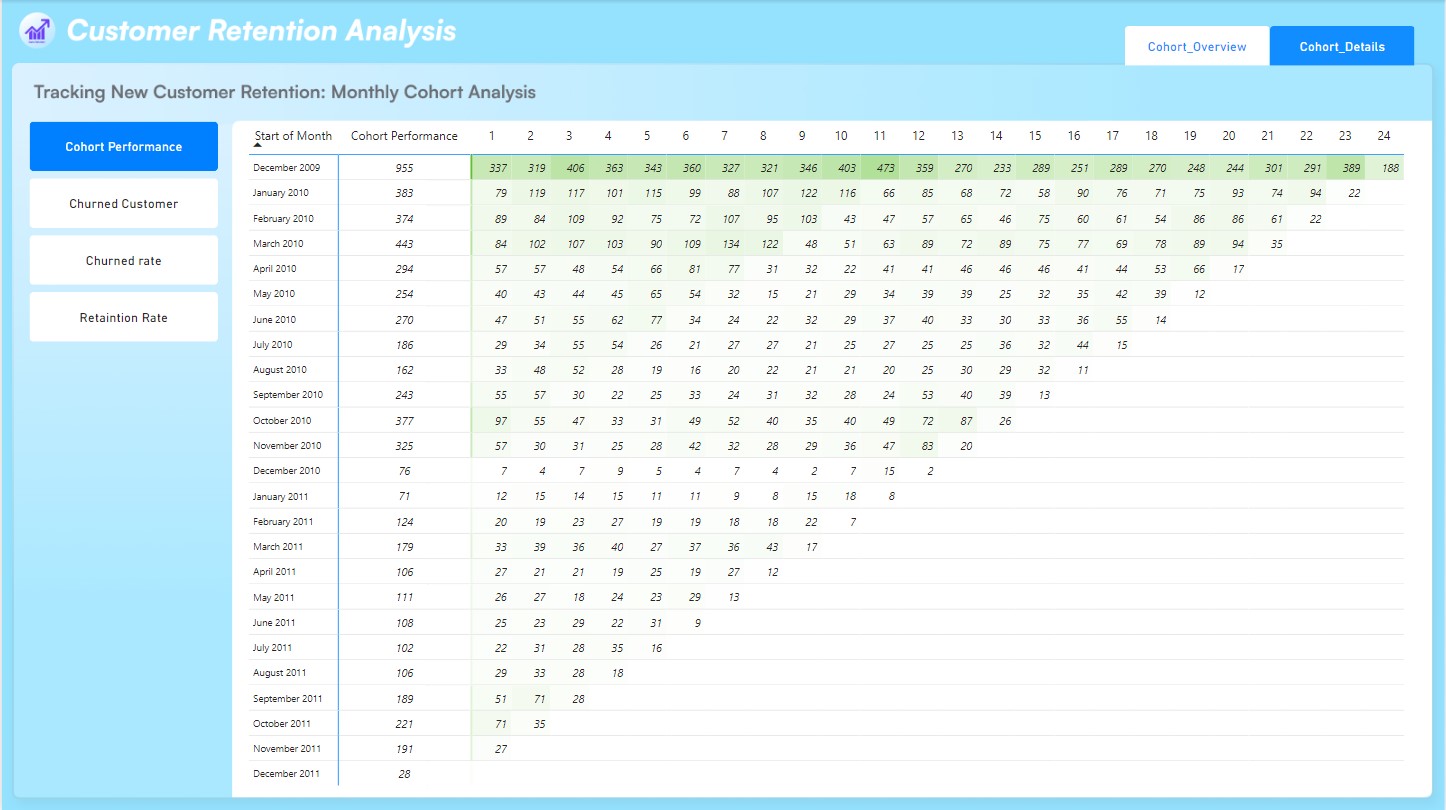 Customer Retention Analysis
Cohort_Overview Cohort_Details
Tracking New Customer Retention: Monthly Cohort Analysis
Cohort Performance
Churned Customer
Churned rate
Retaintion Rate
Start of Month Cohort Performance 1 2 3 4 5 6 7 8 9 10 11 12 13 14 15 16 17 18 19 20 21 22 23 24
December 2009 955 337 319 406 363 343 360 327 321 346 403 473 359 270 233 289 251 289 270 248 244 301 291 389 188
January 2010 383 79 119 117 101 115 99 88 107 122 116 66 85 68 72 58 90 76 71 75 93 74 94 22
February 2010 374 89 84 109 92 75 72 107 95 103 43 47 57 65 46 75 60 61 54 86 86 61 22
March 2010 443 84 102 107 103 90 109 134 122 48 51 63 89 72 89 75 77 69 78 89 94 35
April 2010 294 57 57 48 54 66 81 77 31 32 22 41 41 46 46 46 41 44 53 66 17
May 2010 254 40 43 44 45 65 54 32 15 21 29 34 39 39 25 32 35 42 39 12
June 2010 270 47 51 55 62 77 34 24 22 32 29 37 40 33 30 33 36 55 14
July 2010 186 29 34 55 54 26 21 27 27 21 25 27 25 25 36 32 44 15
August 2010 162 33 48 52 28 19 16 20 22 21 21 20 25 30 29 32 11
September 2010 243 55 57 30 22 25 33 24 31 32 28 24 53 40 39 13
October 2010 377 97 55 47 33 31 49 52 40 35 40 49 72 87 26
November 2010 325 57 30 31 25 28 42 32 28 29 36 47 83 20
December 2010 76 7 4 7 9 5 4 7 4 2 7 15 2
January 2011 71 12 15 14 15 11 11 9 8 15 18 8
February 2011 124 20 19 23 27 19 19 18 18 22 7
March 2011 179 33 39 36 40 27 37 36 43 17
April 2011 106 27 21 21 19 25 19 27 12
May 2011 111 26 27 18 24 23 29 13
June 2011 108 25 23 29 22 31 9
July 2011 102 22 31 28 35 16
August 2011 106 29 33 28 18
September 2011 189 51 71 28
October 2011 221 71 35
November 2011 191 27
December 2011 28